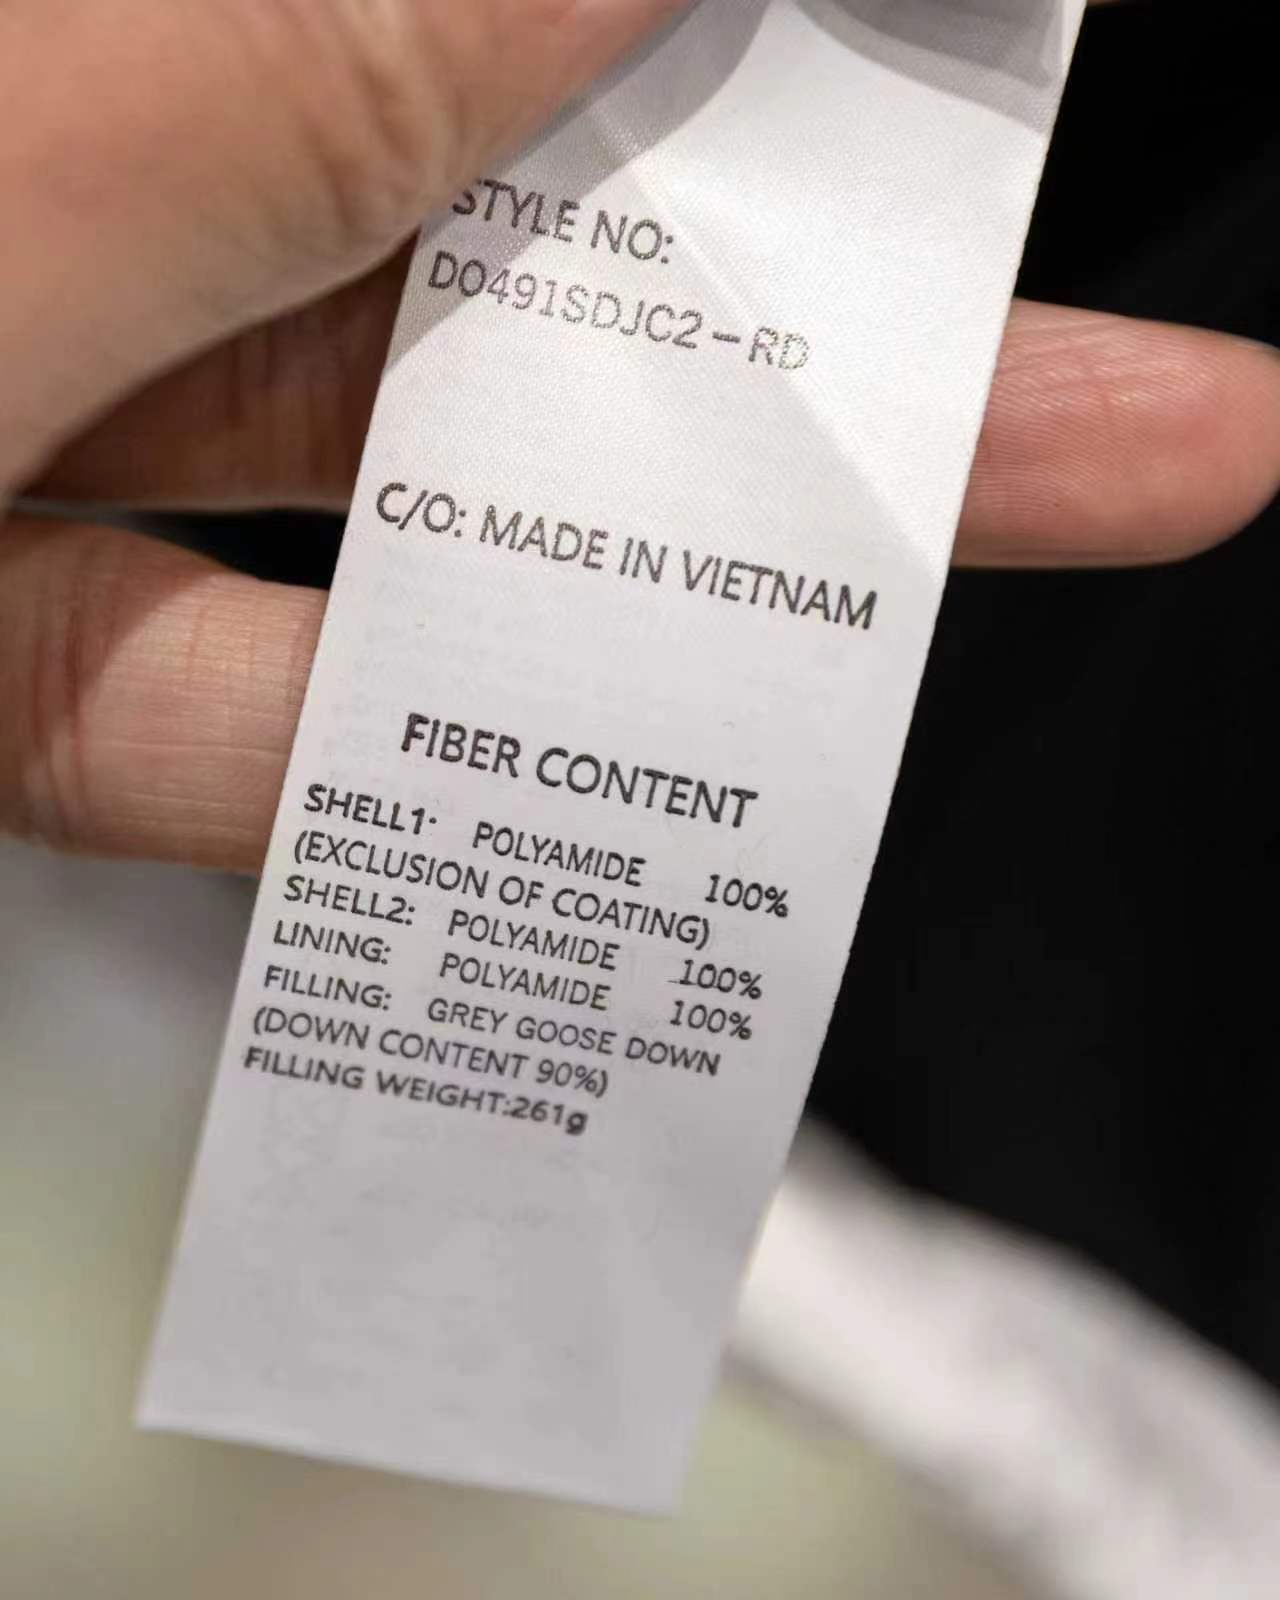 STYLE NO:
DO491SDJC2-RD
C/O: MADE IN VIETNAM
FIBER CONTENT
SHELL1: POLYAMIDE 100%
(EXCLUSION OF COATING)
SHELL2: POLYAMIDE 100%
LINING: POLYAMIDE 100%
FILLING: GREY GOOSE DOWN
(DOWN CONTENT 90%)
FILLING WEIGHT:261g